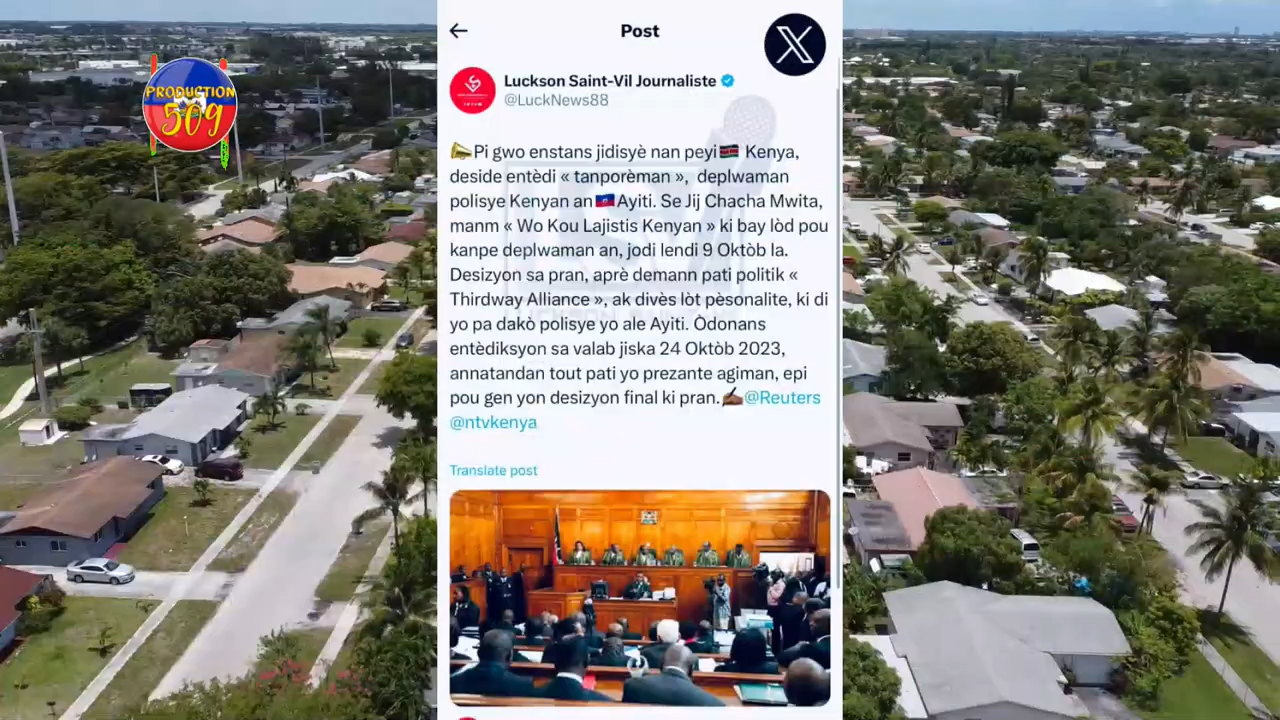 PRODUCTION
509
Post
Luckson Saint-Vil Journaliste
@LuckNews88
Pi gwo enstans jidisyè nan peyi Kenya,
deside entèdi « tanporèman », deplwaman
polisye Kenyan an Ayiti. Se Jij Chacha Mwita,
manm « Wo Kou Lajistis Kenyan » ki bay lòd pou
kanpe deplwaman an, jodi lendi 9 Oktòb la.
Desizyon sa pran, aprè demann pati politik «
Thirdway Alliance », ak divès lòt pèsonalite, ki di
yo pa dakò polisye yo ale Ayiti. Odonans
entèdiksyon sa valab jiska 24 Oktòb 2023,
annatandan tout pati yo prezante agiman, epi
pou gen yon desizyon final ki pran. @Reuters
@ntvkenya
Translate post